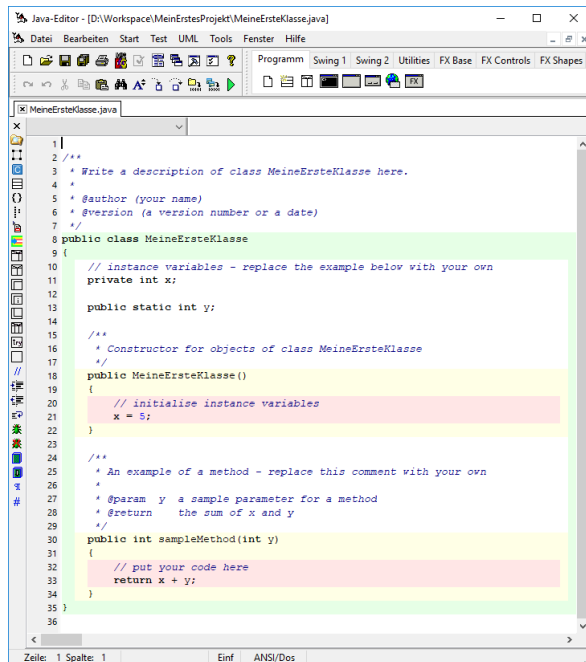 Java-Editor - [D:\Workspace\MeinErstesProjekt\MeineErsteKlasse.java]
Datei Bearbeiten Start Test UML Tools Fenster Hilfe
Programm Swing 1 Swing 2 Utilities FX Base FX Controls FX Shapes
FX
MeineErsteKlasse.java
1
2 /**
3  * Write a description of class MeineErsteKlasse here.
4  *
5  * @author (your name)
6  * @version (a version number or a date)
7  */
8 public class MeineErsteKlasse
9 {
10     // instance variables - replace the example below with your own
11     private int x;
12
13     public static int y;
14
15     /**
16      * Constructor for objects of class MeineErsteKlasse
17      */
18     public MeineErsteKlasse()
19     {
20         // initialise instance variables
21         x = 5;
22     }
23
24     /**
25      * An example of a method - replace this comment with your own
26      *
27      * @param  y  a sample parameter for a method
28      * @return    the sum of x and y
29      */
30     public int sampleMethod(int y)
31     {
32         // put your code here
33         return x + y;
34     }
35 }
36
Zeile: 1 Spalte: 1 Einf ANSI/Dos